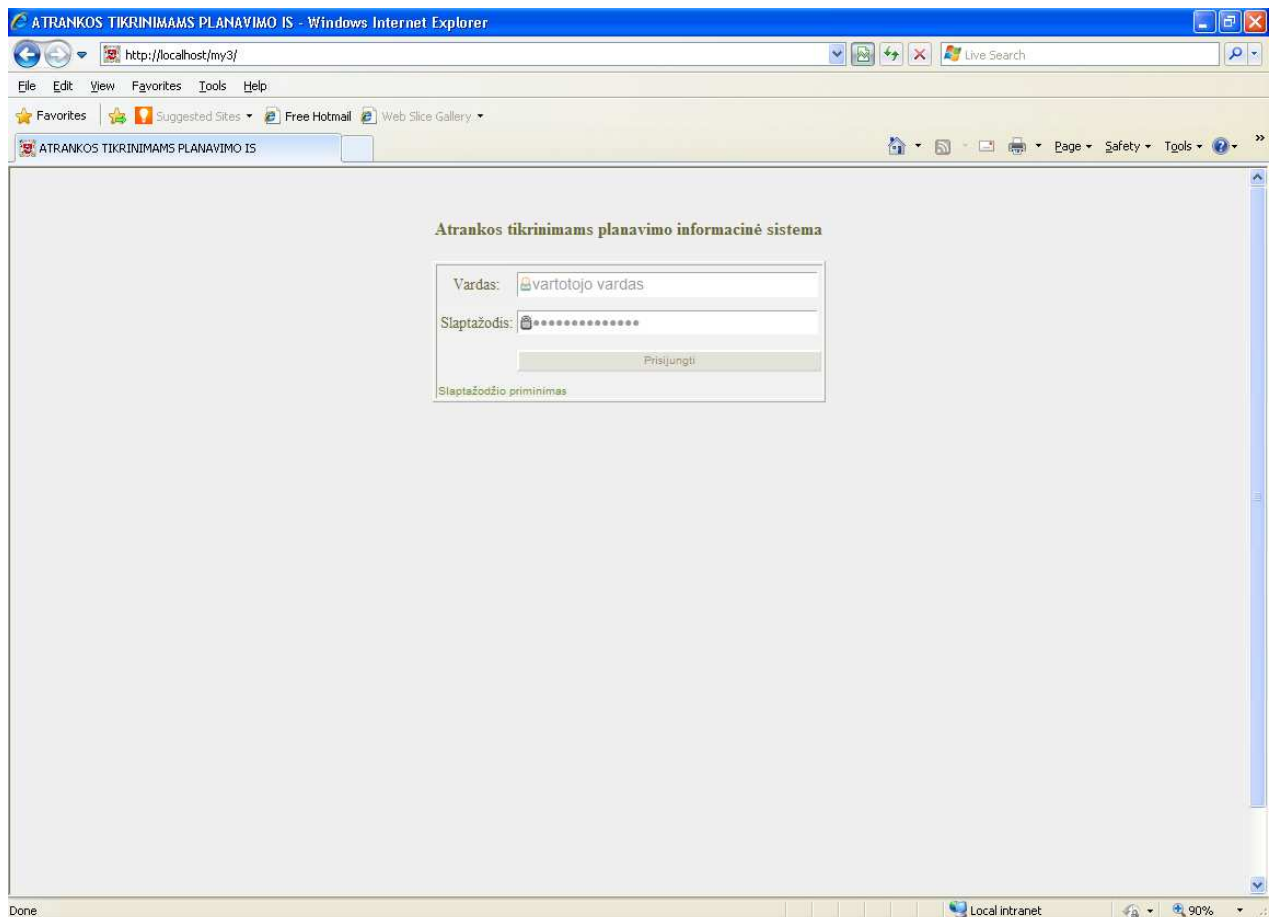 ATRANKOS TIKRINIMAMS PLANAVIMO IS - Windows Internet Explorer
http://localhost/my3/
Live Search
File Edit View Favorites Tools Help
Favorites Suggested Sites Free Hotmail Web Slice Gallery
ATRANKOS TIKRINIMAMS PLANAVIMO IS
Page Safety Tools »
Atrankos tikrinimams planavimo informacinė sistema
Vardas: vartotojo vardas
Slaptažodis: ••••••••••••••
Prisijungti
Slaptažodžio priminimas
Done Local intranet 90%